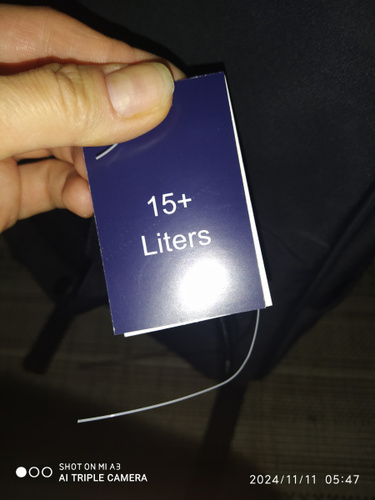 15+
Liters
SHOT ON MI A3
AI TRIPLE CAMERA
2024/11/11 05:47